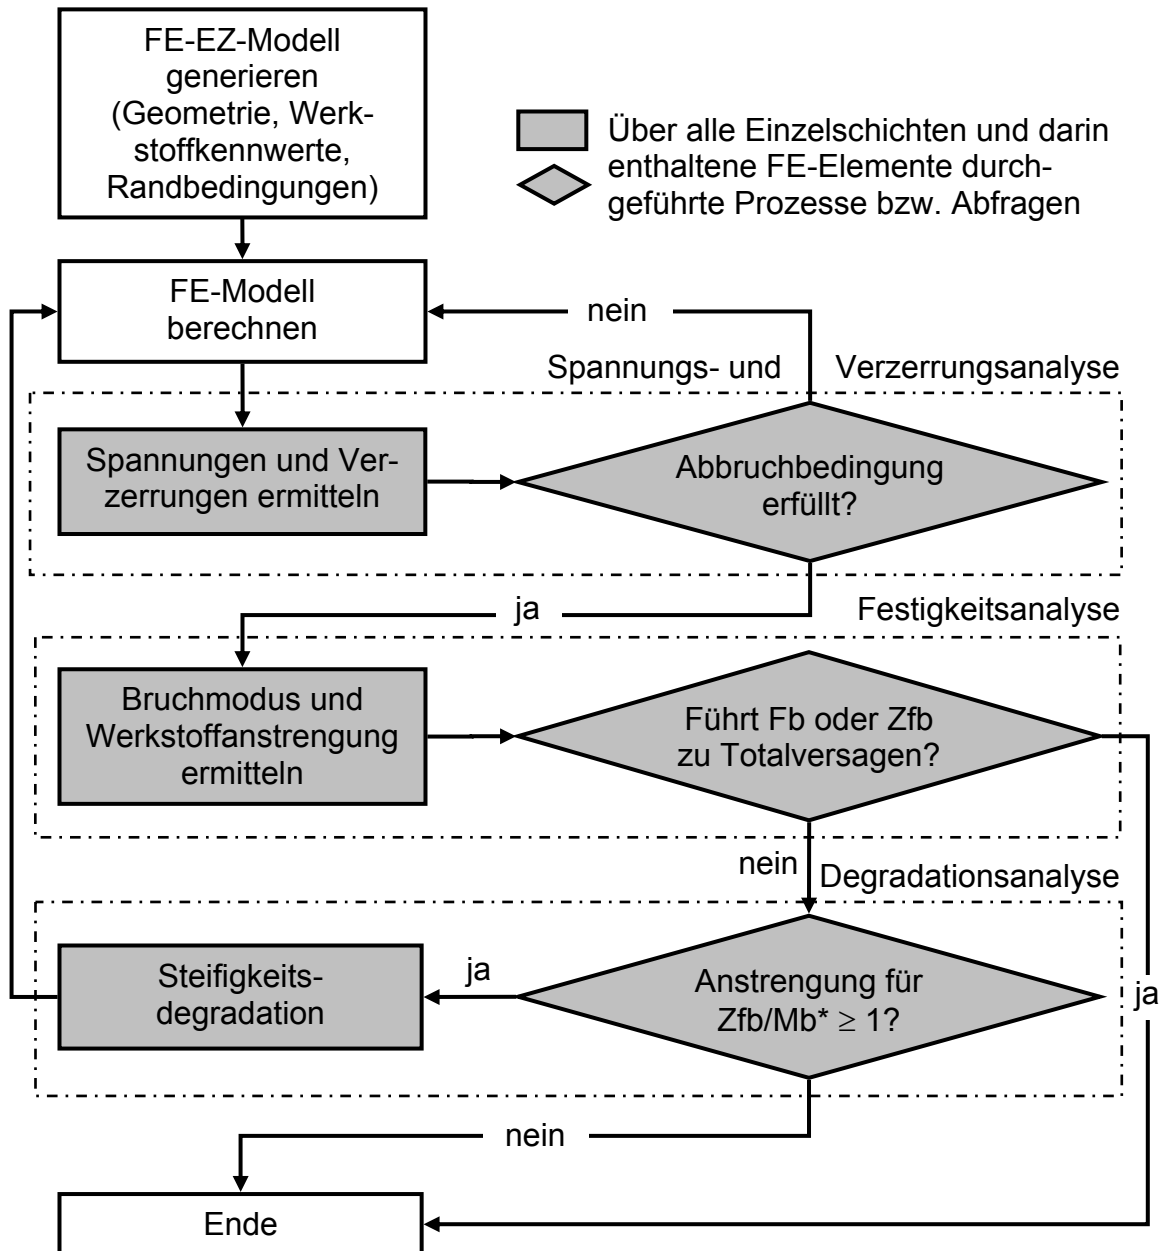 FE-EZ-Modell
generieren
(Geometrie, Werk-
stoffkennwerte,
Randbedingungen)
Über alle Einzelschichten und darin
enthaltene FE-Elemente durch-
geführte Prozesse bzw. Abfragen
FE-Modell
berechnen
nein
Spannungs- und Verzerrungsanalyse
Spannungen und Ver-
zerrungen ermitteln
Abbruchbedingung
erfüllt?
ja
Festigkeitsanalyse
Bruchmodus und
Werkstoffanstrengung
ermitteln
Führt Fb oder Zfb
zu Totalversagen?
nein
Degradationsanalyse
Steifigkeits-
degradation
ja
Anstrengung für
Zfb/Mb* ≥ 1?
ja
nein
Ende